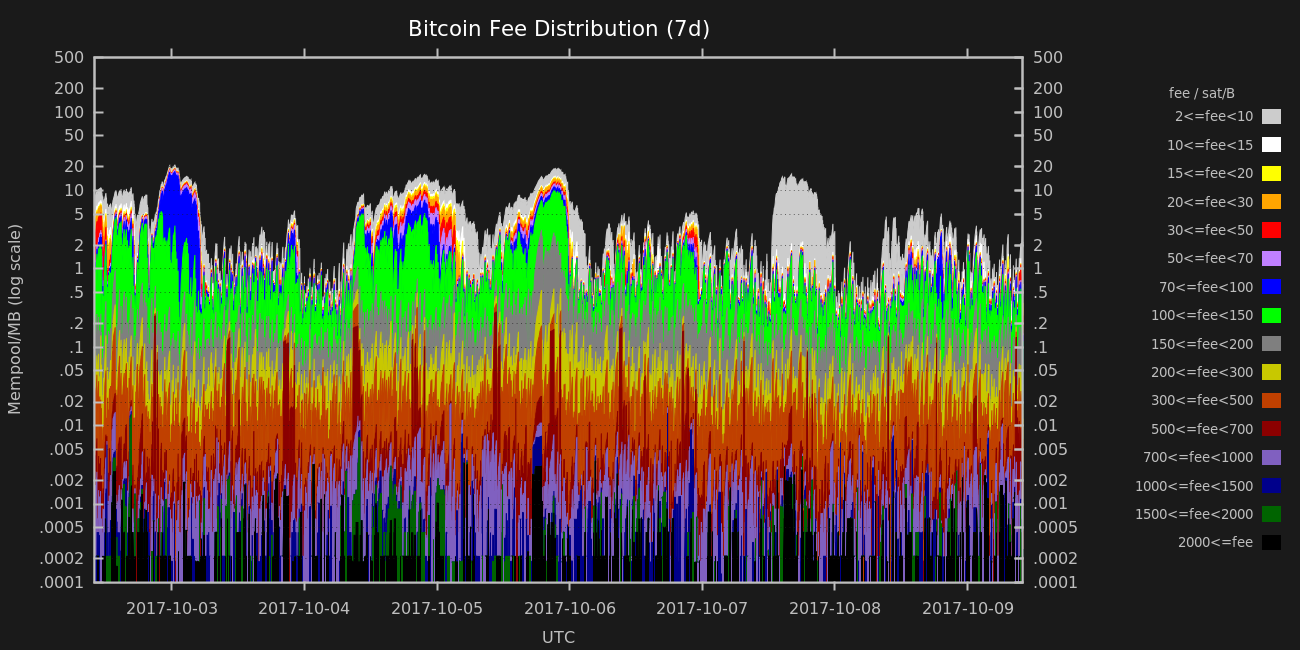 Bitcoin Fee Distribution (7d)
Mempool/MB (log scale)
500
200
100
50
20
10
5
2
1
.5
.2
.1
.05
.02
.01
.005
.002
.001
.0005
.0002
.0001
500
200
100
50
20
10
5
2
1
.5
.2
.1
.05
.02
.01
.005
.002
.001
.0005
.0002
.0001
2017-10-03 2017-10-04 2017-10-05 2017-10-06 2017-10-07 2017-10-08 2017-10-09
UTC
fee / sat/B
2<=fee<10
10<=fee<15
15<=fee<20
20<=fee<30
30<=fee<50
50<=fee<70
70<=fee<100
100<=fee<150
150<=fee<200
200<=fee<300
300<=fee<500
500<=fee<700
700<=fee<1000
1000<=fee<1500
1500<=fee<2000
2000<=fee